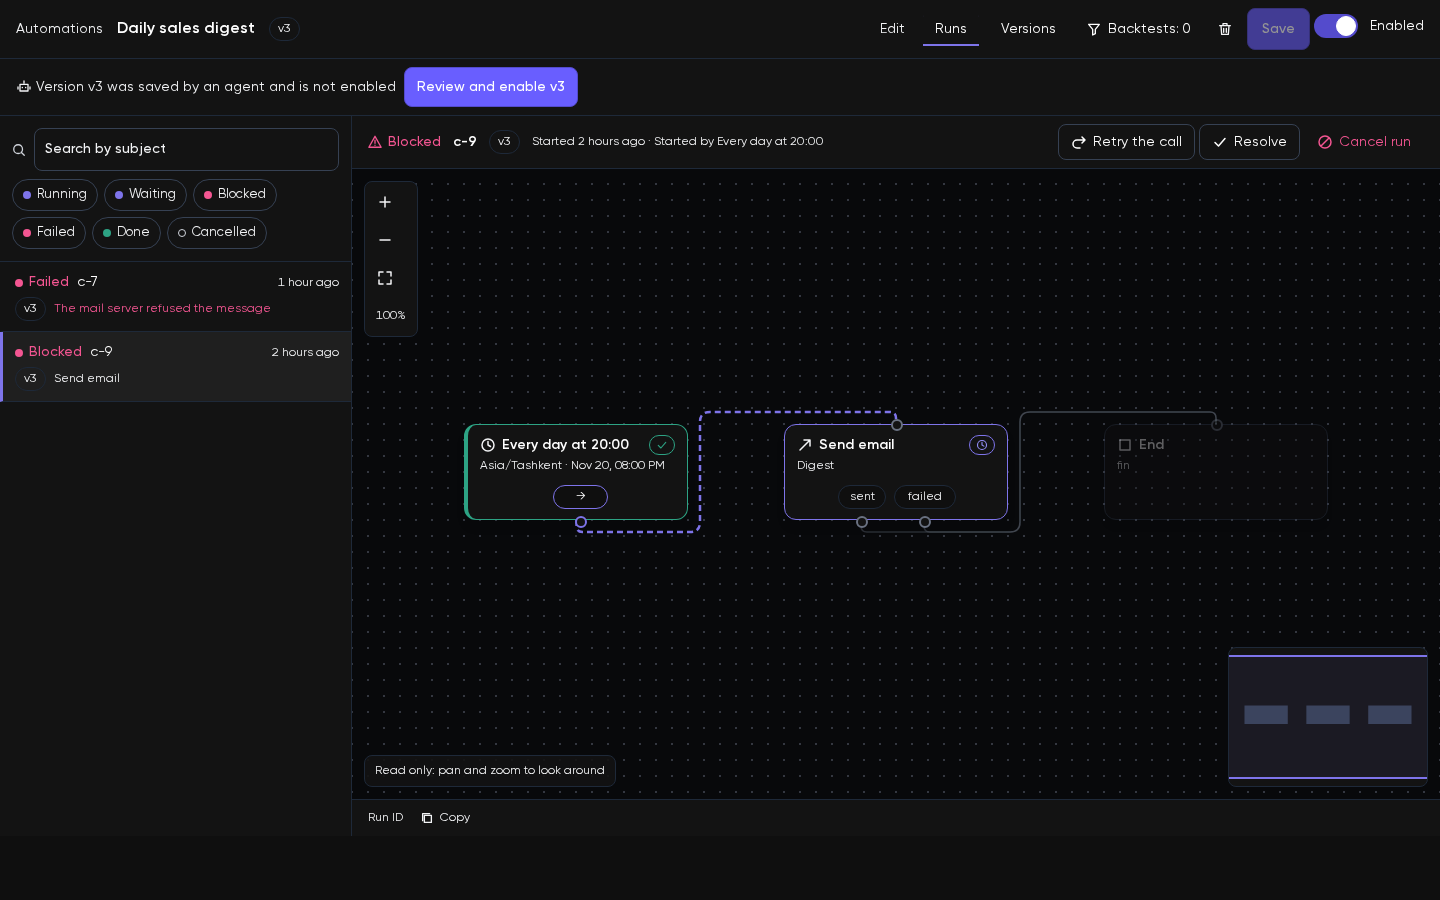 Automations Daily sales digest v3 Edit Runs Versions Backtests: 0 Save Enabled
Version v3 was saved by an agent and is not enabled Review and enable v3
Search by subject
Running Waiting Blocked
Failed Done Cancelled
Failed c-7 1 hour ago
v3 The mail server refused the message
Blocked c-9 2 hours ago
v3 Send email
Blocked c-9 v3 Started 2 hours ago · Started by Every day at 20:00 Retry the call Resolve Cancel run
100%
Every day at 20:00
Asia/Tashkent · Nov 20, 08:00 PM
Send email
Digest
sent failed
End
fin
Read only: pan and zoom to look around
Run ID Copy